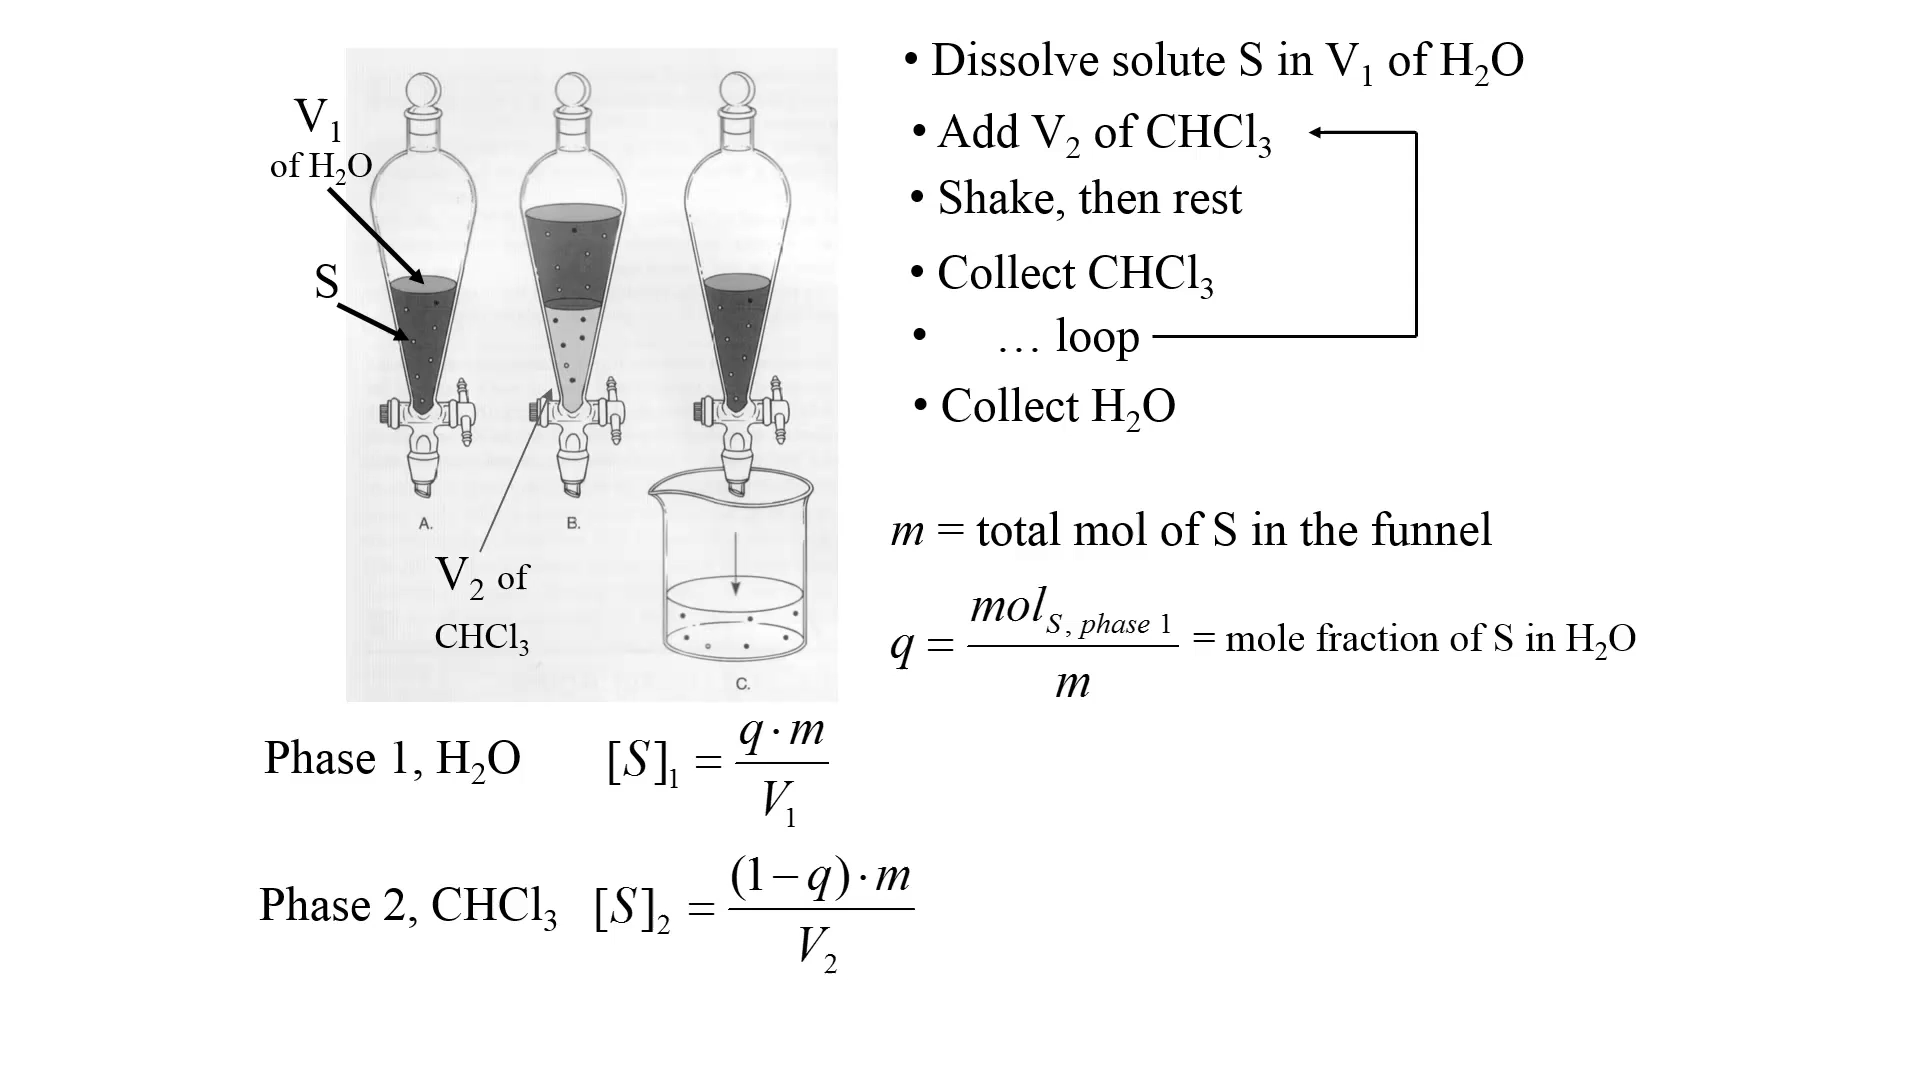 V₁
of H₂O
S
A.
B.
C.
V₂ of
CHCl₃
• Dissolve solute S in V₁ of H₂O
• Add V₂ of CHCl₃
• Shake, then rest
• Collect CHCl₃
• … loop
• Collect H₂O
m = total mol of S in the funnel
q = mol_{S, phase 1} / m = mole fraction of S in H₂O
Phase 1, H₂O [S]₁ = q · m / V₁
Phase 2, CHCl₃ [S]₂ = (1 − q) · m / V₂